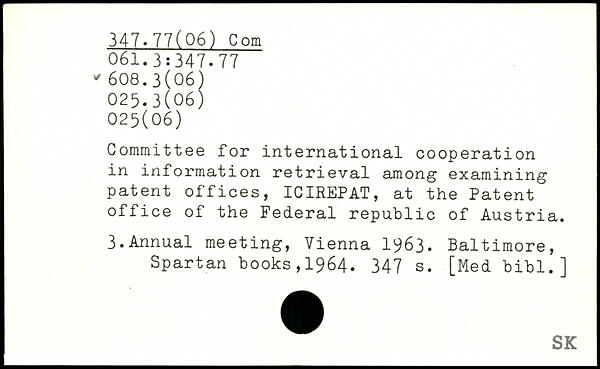 347.77(06) Com
061.3:347.77
✓ 608.3(06)
025.3(06)
025(06)
Committee for international cooperation
in information retrieval among examining
patent offices, ICIREPAT, at the Patent
office of the Federal republic of Austria.
3.Annual meeting, Vienna 1963. Baltimore,
Spartan books,1964. 347 s. [Med bibl.]
SK